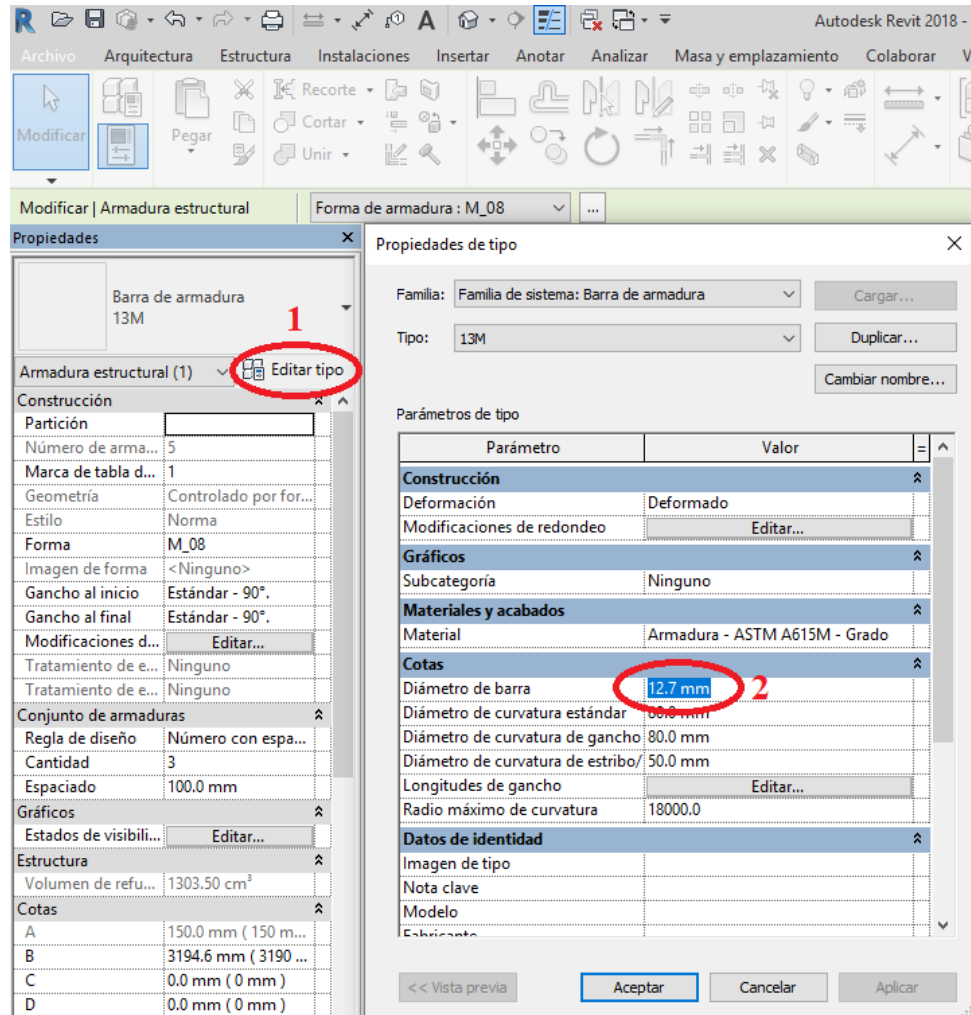 Autodesk Revit 2018 -
Archivo Arquitectura Estructura Instalaciones Insertar Anotar Analizar Masa y emplazamiento Colaborar V
Modificar
Pegar
Recorte
Cortar
Unir
Modificar | Armadura estructural
Forma de armadura : M_08
...
Propiedades
Barra de armadura
13M
1
Armadura estructural (1)
Editar tipo
Construcción
Partición
Número de arma... 5
Marca de tabla d... 1
Geometría Controlado por for...
Estilo Norma
Forma M_08
Imagen de forma <Ninguno>
Gancho al inicio Estándar - 90°.
Gancho al final Estándar - 90°.
Modificaciones d... Editar...
Tratamiento de e... Ninguno
Tratamiento de e... Ninguno
Conjunto de armaduras
Regla de diseño Número con espa...
Cantidad 3
Espaciado 100.0 mm
Gráficos
Estados de visibili... Editar...
Estructura
Volumen de refu... 1303.50 cm³
Cotas
A 150.0 mm ( 150 m...
B 3194.6 mm ( 3190 ...
C 0.0 mm ( 0 mm )
D 0.0 mm ( 0 mm )
Propiedades de tipo
Familia: Familia de sistema: Barra de armadura Cargar...
Tipo: 13M Duplicar...
Cambiar nombre...
Parámetros de tipo
Parámetro Valor =
Construcción
Deformación Deformado
Modificaciones de redondeo Editar...
Gráficos
Subcategoría Ninguno
Materiales y acabados
Material Armadura - ASTM A615M - Grado
Cotas
Diámetro de barra 12.7 mm 2
Diámetro de curvatura estándar mm
Diámetro de curvatura de gancho 80.0 mm
Diámetro de curvatura de estribo/ 50.0 mm
Longitudes de gancho Editar...
Radio máximo de curvatura 18000.0
Datos de identidad
Imagen de tipo
Nota clave
Modelo
Fabricante
<< Vista previa Aceptar Cancelar Aplicar